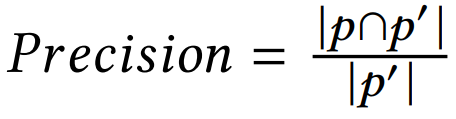 Precision = |p∩p′| / |p′|